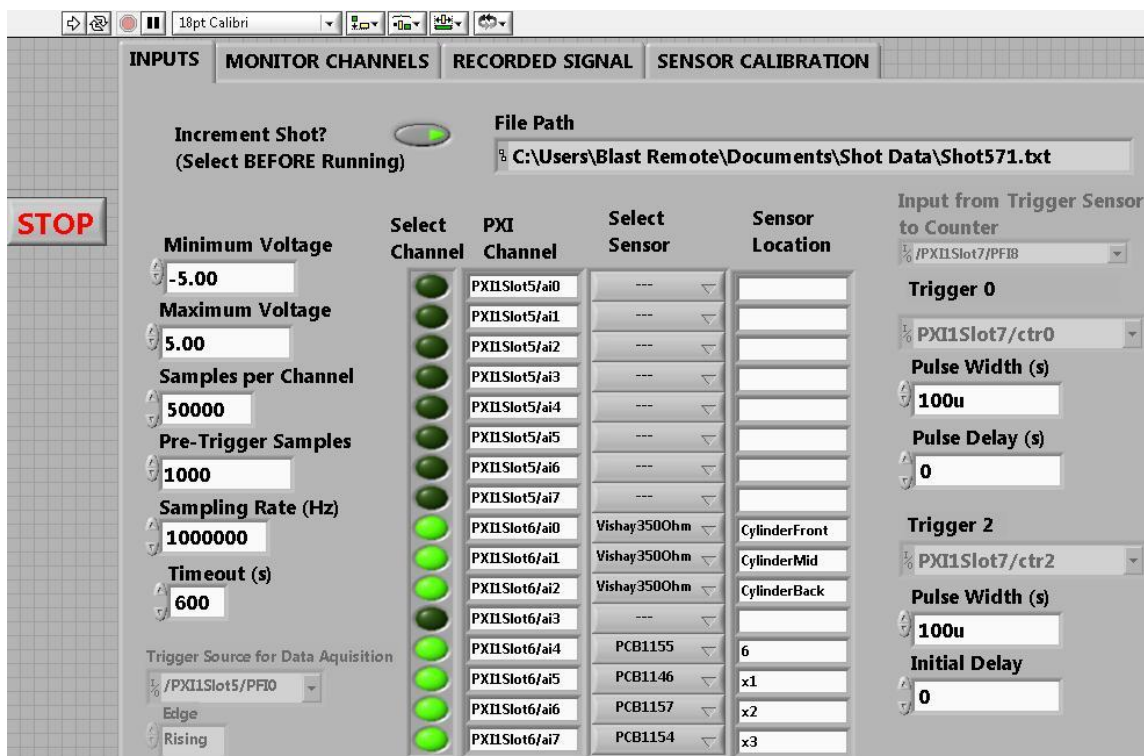 18pt Calibri
INPUTS
MONITOR CHANNELS
RECORDED SIGNAL
SENSOR CALIBRATION
Increment Shot?
(Select BEFORE Running)
File Path
C:\Users\Blast Remote\Documents\Shot Data\Shot571.txt
STOP
Minimum Voltage
-5.00
Maximum Voltage
5.00
Samples per Channel
50000
Pre-Trigger Samples
1000
Sampling Rate (Hz)
1000000
Timeout (s)
600
Trigger Source for Data Aquisition
/PXI1Slot5/PFI0
Edge
Rising
Select
Channel
PXI
Channel
Select
Sensor
Sensor
Location
PXI1Slot5/ai0 ---
PXI1Slot5/ai1 ---
PXI1Slot5/ai2 ---
PXI1Slot5/ai3 ---
PXI1Slot5/ai4 ---
PXI1Slot5/ai5 ---
PXI1Slot5/ai6 ---
PXI1Slot5/ai7 ---
PXI1Slot6/ai0 Vishay350Ohm CylinderFront
PXI1Slot6/ai1 Vishay350Ohm CylinderMid
PXI1Slot6/ai2 Vishay350Ohm CylinderBack
PXI1Slot6/ai3 ---
PXI1Slot6/ai4 PCB1155 6
PXI1Slot6/ai5 PCB1146 x1
PXI1Slot6/ai6 PCB1157 x2
PXI1Slot6/ai7 PCB1154 x3
Input from Trigger Sensor
to Counter
/PXI1Slot7/PFI8
Trigger 0
PXI1Slot7/ctr0
Pulse Width (s)
100u
Pulse Delay (s)
0
Trigger 2
PXI1Slot7/ctr2
Pulse Width (s)
100u
Initial Delay
0